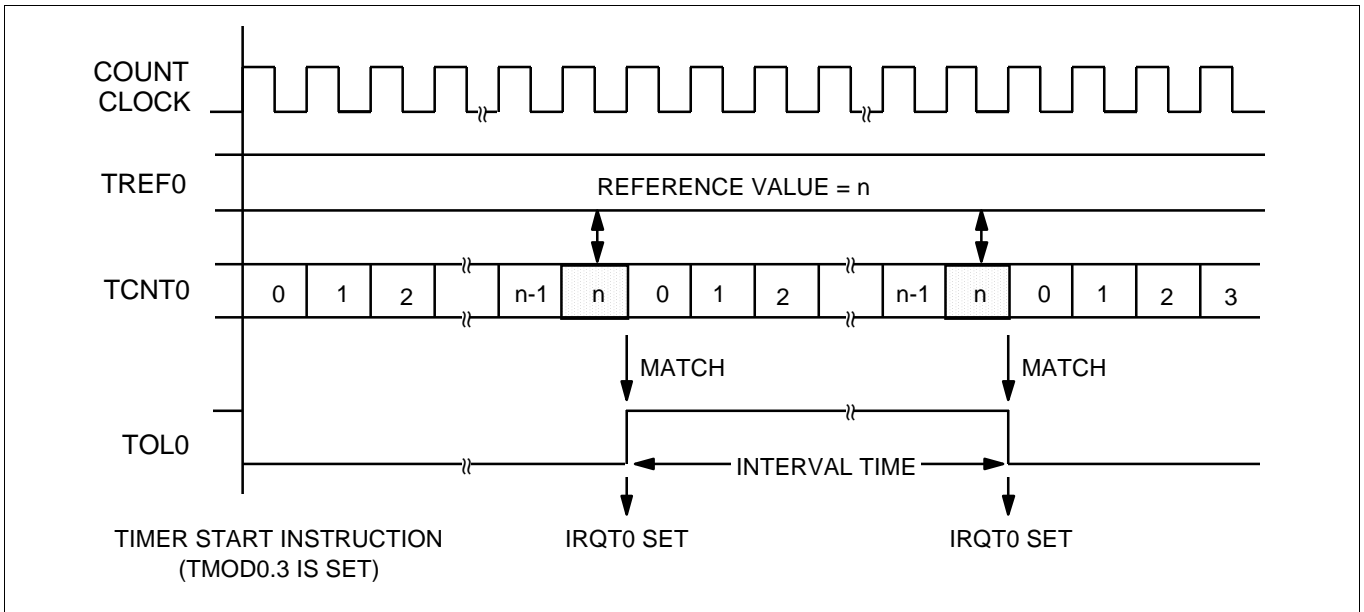 COUNT
CLOCK
TREF0
REFERENCE VALUE = n
TCNT0
0 1 2 n-1 n 0 1 2 n-1 n 0 1 2 3
MATCH MATCH
TOL0
INTERVAL TIME
TIMER START INSTRUCTION
(TMOD0.3 IS SET)
IRQT0 SET IRQT0 SET